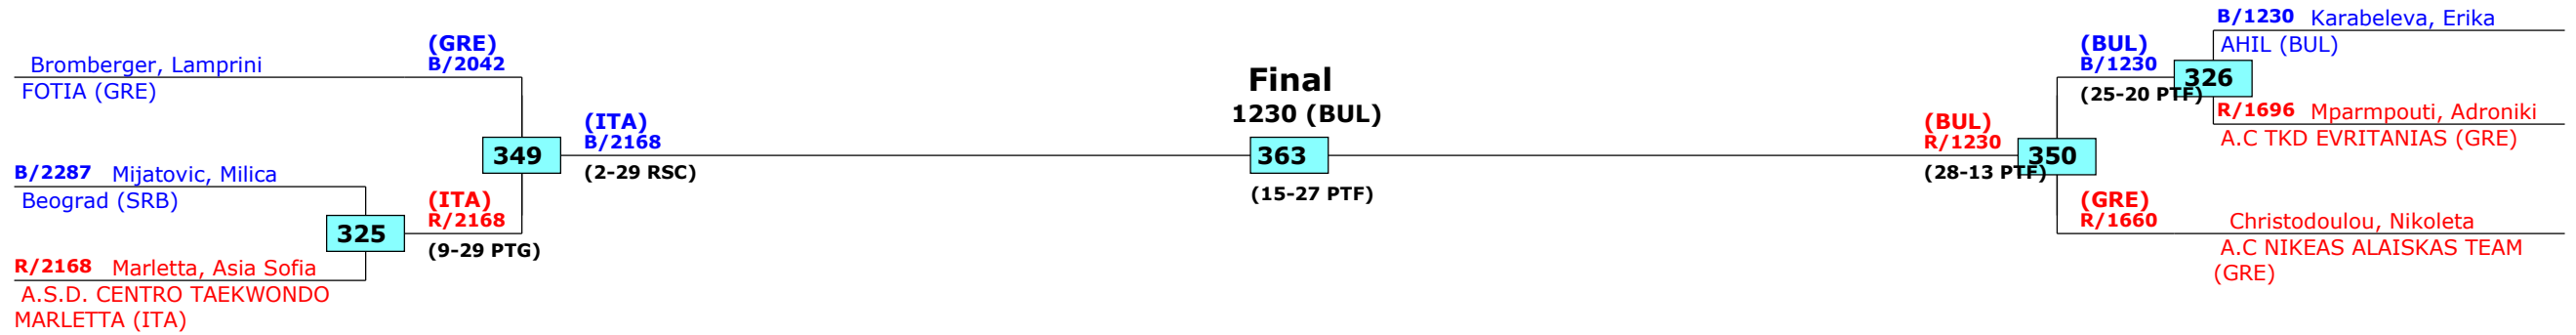 Bromberger, Lamprini
FOTIA (GRE)
(GRE)
B/2042
B/2287 Mijatovic, Milica
Beograd (SRB)
325
R/2168 Marletta, Asia Sofia
A.S.D. CENTRO TAEKWONDO
MARLETTA (ITA)
(ITA)
R/2168
(9-29 PTG)
349
(ITA)
B/2168
(2-29 RSC)
Final
1230 (BUL)
363
(15-27 PTF)
(BUL)
R/1230
(28-13 PTF)
350
(BUL)
B/1230
(25-20 PTF)
326
B/1230 Karabeleva, Erika
AHIL (BUL)
R/1696 Mparmpouti, Adroniki
A.C TKD EVRITANIAS (GRE)
(GRE)
R/1660
Christodoulou, Nikoleta
A.C NIKEAS ALAISKAS TEAM
(GRE)